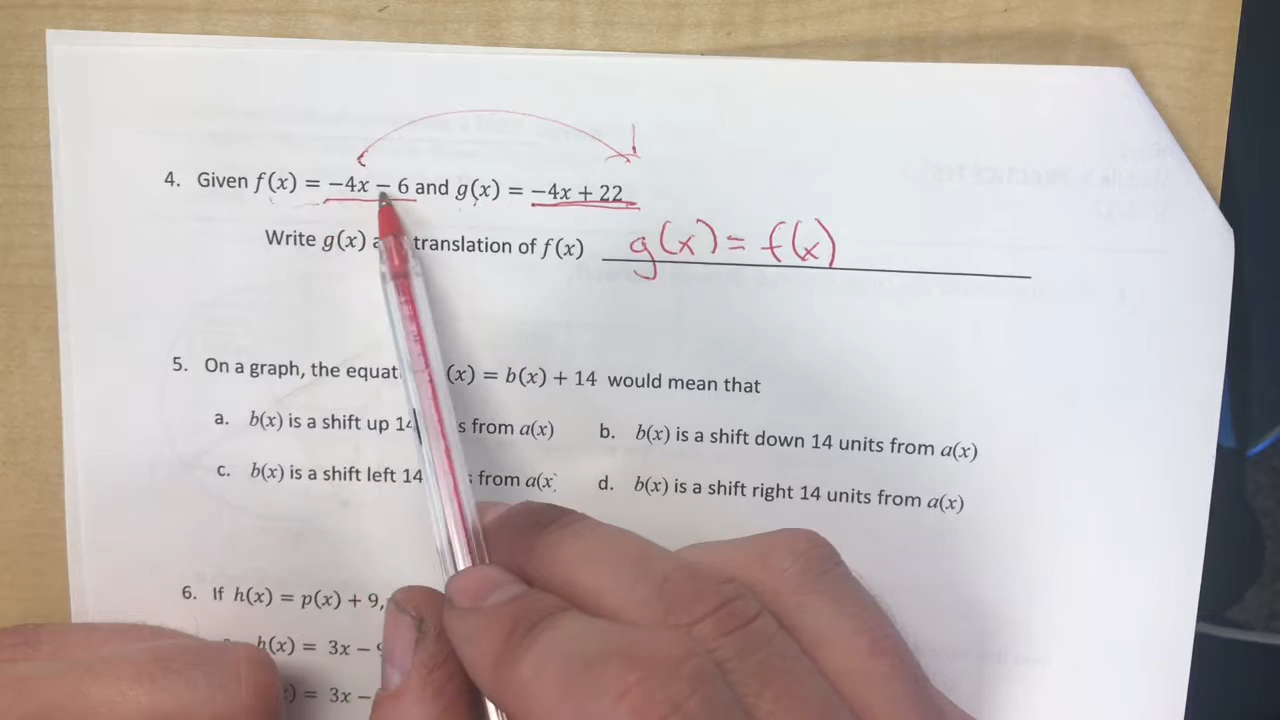 4. Given f(x) = −4x − 6 and g(x) = −4x + 22
Write g(x) translation of f(x) g(x) = f(x)
5. On a graph, the (x) = b(x) + 14 would mean that
a. b(x) is a shift up from a(x) b. b(x) is a shift down 14 units from a(x)
c. b(x) is a shift left 14 from a(x) d. b(x) is a shift right 14 units from a(x)
6. If h(x) = p(x) + 9,
h(x) = 3x −
= 3x −